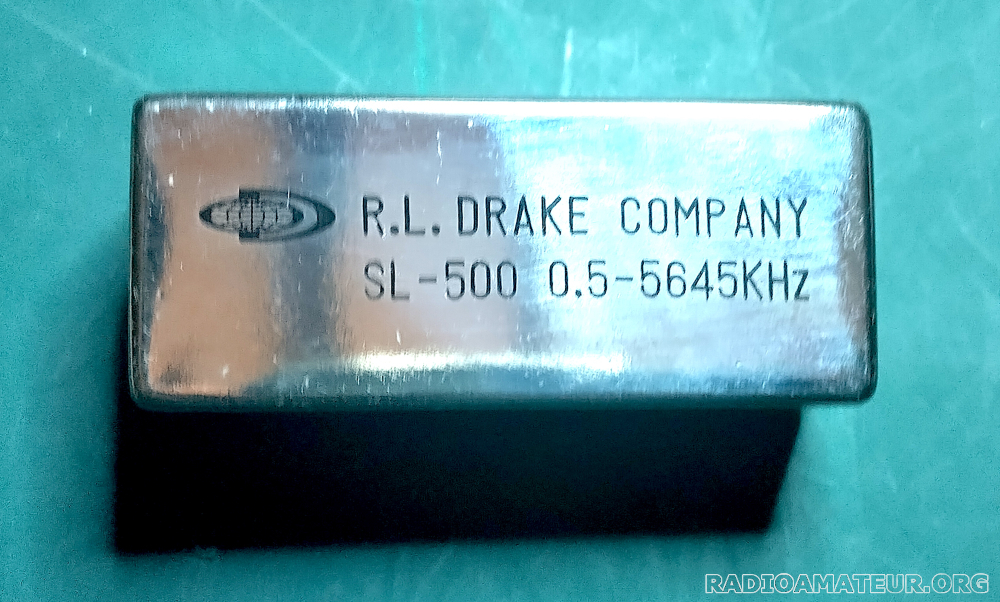 R.L. DRAKE COMPANY
SL-500 0.5-5645KHz
RADIOAMATEUR.ORG